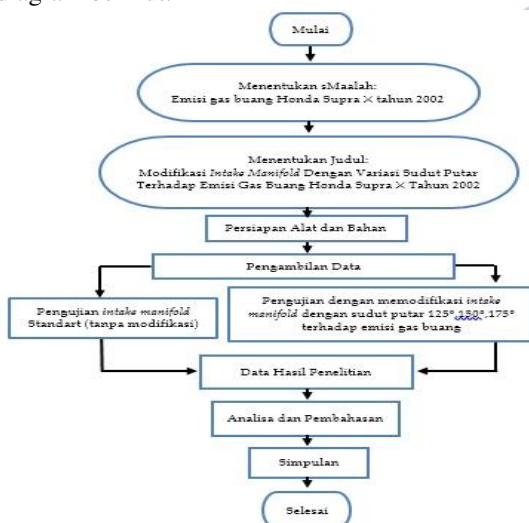 Mulai
Menentukan sMaalah:
Emisi gas buang Honda Supra X tahun 2002
Menentukan Judul:
Modifikasi Intake Manifold Dengan Variasi Sudut Putar
Terhadap Emisi Gas Buang Honda Supra X Tahun 2002
Persiapan Alat dan Bahan
Pengambilan Data
Pengujian intake manifold
Standart (tanpa modifikasi)
Pengujian dengan memodifikasi intake
manifold dengan sudut putar 125°,150°,175°
terhadap emisi gas buang
Data Hasil Penelitian
Analisa dan Pembahasan
Simpulan
Selesai